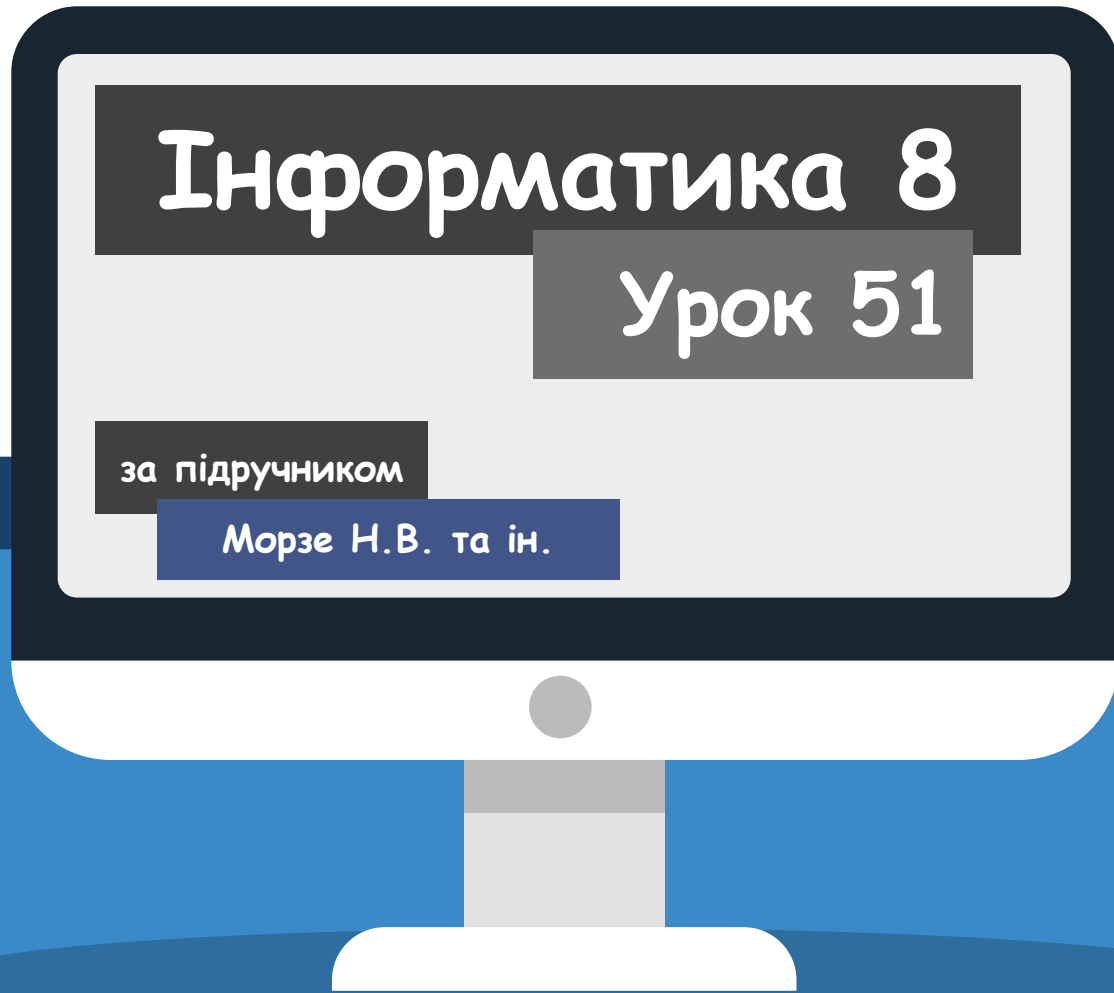 Інформатика 8
Урок 51
за підручником
Морзе Н.В. та ін.